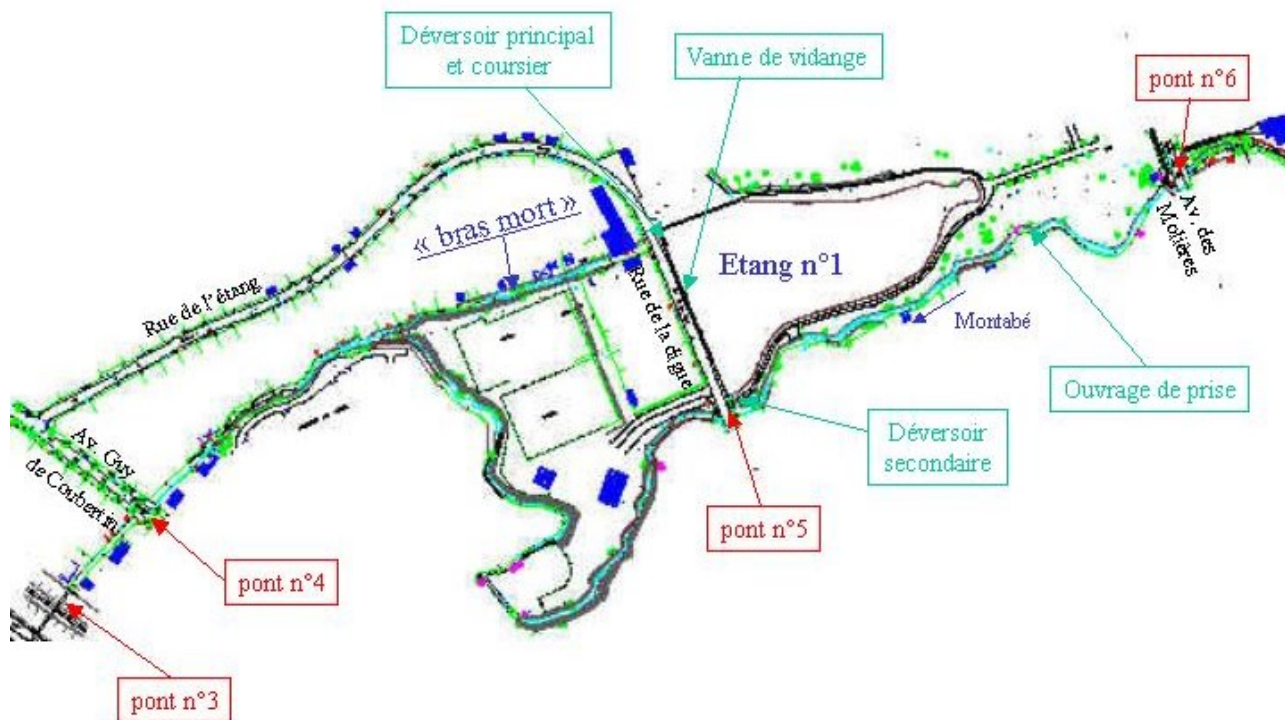 Déversoir principal
et coursier
Vanne de vidange
pont n°6
« bras mort »
Etang n°1
Av. des
Molières
Rue de l'étang
Rue de la digue
Montabé
Ouvrage de prise
Av. Guy
de Coubertin
Déversoir
secondaire
pont n°5
pont n°4
pont n°3